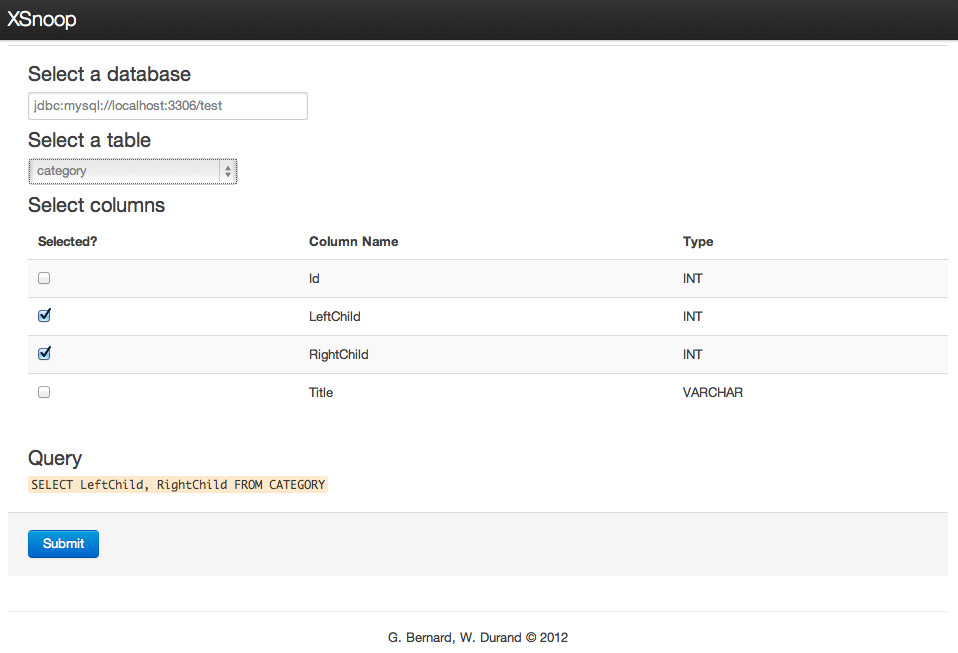 XSnoop
Select a database
jdbc:mysql://localhost:3306/test
Select a table
category
Select columns
Selected? Column Name Type
Id INT
LeftChild INT
RightChild INT
Title VARCHAR
Query
SELECT LeftChild, RightChild FROM CATEGORY
Submit
G. Bernard, W. Durand © 2012